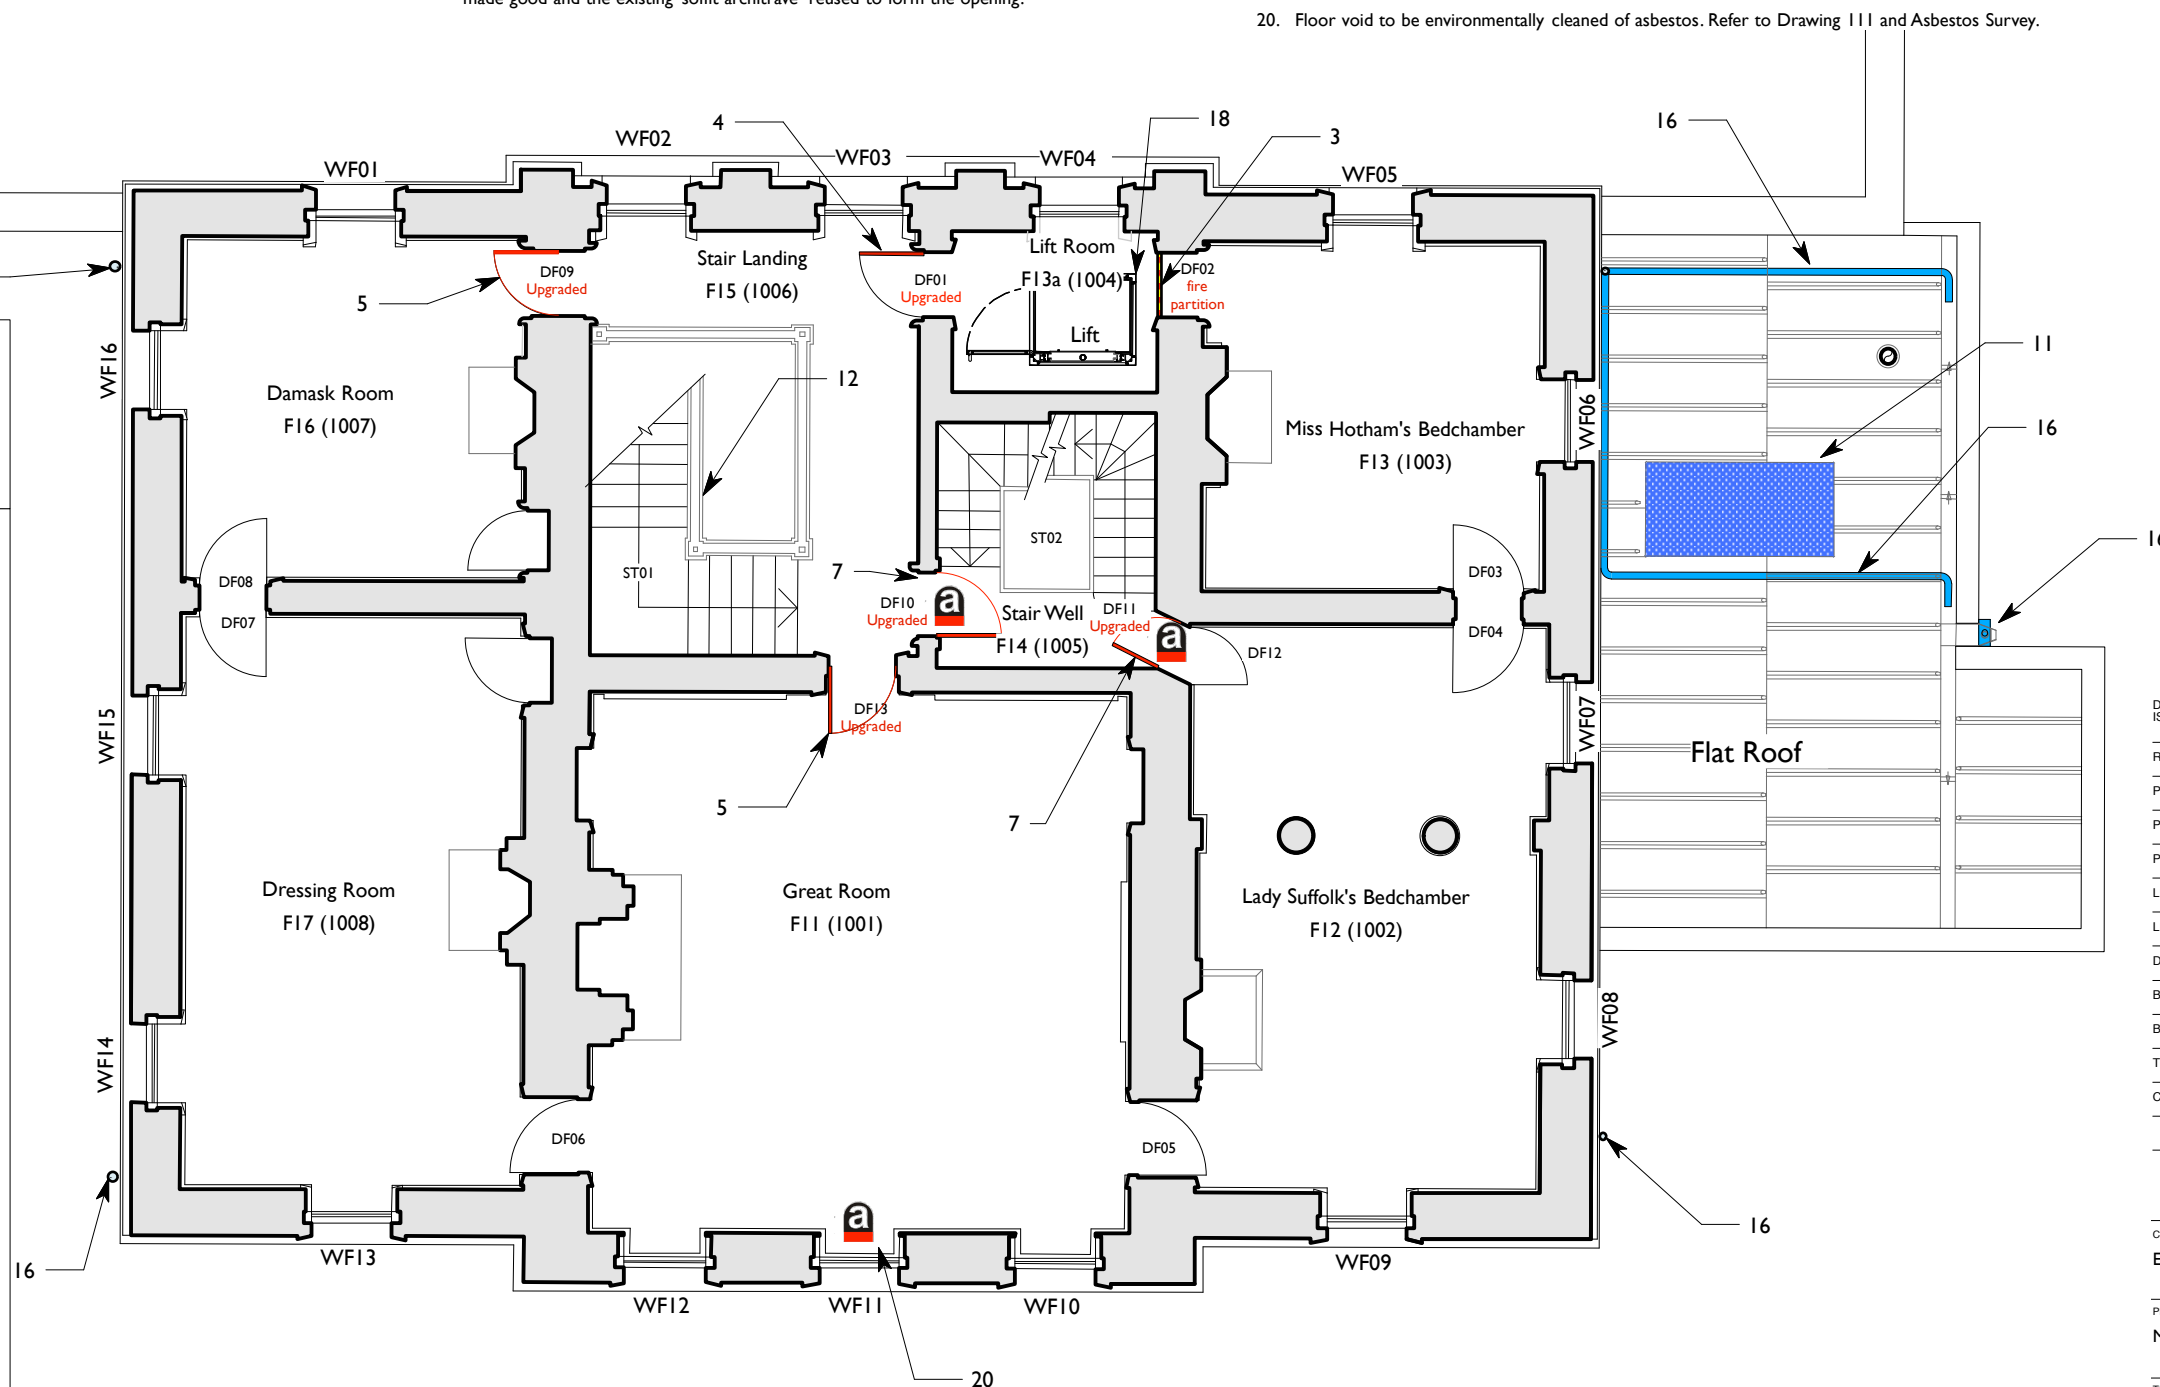 20. Floor void to be environmentally cleaned of asbestos. Refer to Drawing 111 and Asbestos Survey.
4
18
3
16
WF01
WF02
WF03
WF04
WF05
Stair Landing
F15 (1006)
Lift Room
F13a (1004)
Lift
DF09
Upgraded
DF01
Upgraded
DF02
fire
partition
5
12
11
16
Damask Room
F16 (1007)
Miss Hotham's Bedchamber
F13 (1003)
WF16
WF06
ST01
ST02
7
DF08
DF07
DF10
Upgraded
a
Stair Well
F14 (1005)
DF11
Upgraded
a
DF12
DF03
DF04
DF13
Upgraded
5
7
WF15
WF07
Flat Roof
Dressing Room
F17 (1008)
Great Room
F11 (1001)
Lady Suffolk's Bedchamber
F12 (1002)
WF14
WF08
DF06
DF05
a
16
16
WF13
WF12
WF11
WF10
WF09
20